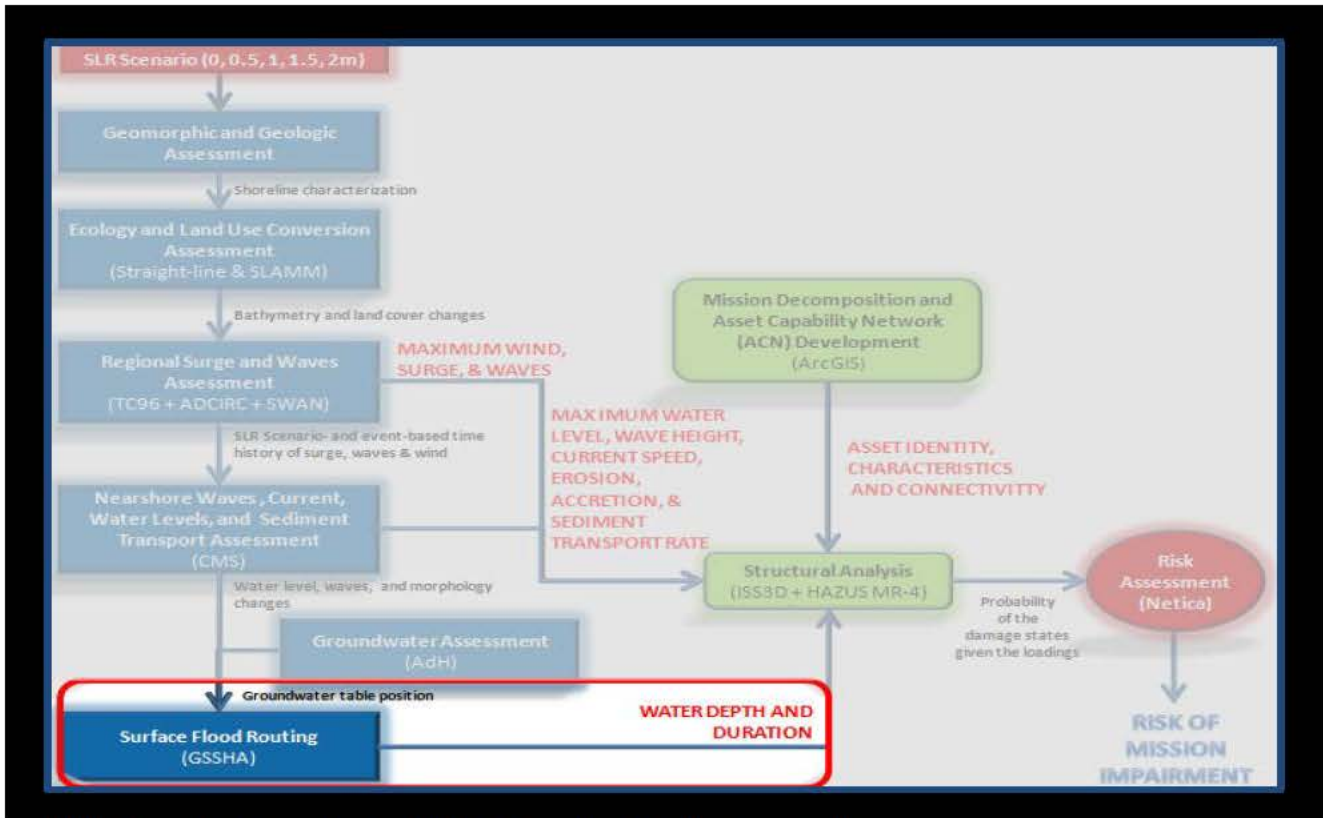 SLR Scenario (0, 0.5, 1, 1.5, 2m)
Geomorphic and Geologic
Assessment
Shoreline characterization
Ecology and Land Use Conversion
Assessment
(Straight-line & SLAMM)
Bathymetry and land cover changes
Regional Surge and Waves
Assessment
(TC96 + ADCIRC + SWAN)
MAXIMUM WIND,
SURGE, & WAVES
SLR Scenario- and event-based time
history of surge, waves & wind
Nearshore Waves, Current,
Water Levels, and Sediment
Transport Assessment
(CMS)
MAXIMUM WATER
LEVEL, WAVE HEIGHT,
CURRENT SPEED,
EROSION,
ACCRETION, &
SEDIMENT
TRANSPORT RATE
Mission Decomposition and
Asset Capability Network
(ACN) Development
(ArcGIS)
ASSET IDENTITY,
CHARACTERISTICS
AND CONNECTIVITTY
Water level, waves, and morphology
changes
Groundwater Assessment
(AdH)
Structural Analysis
(ISS3D + HAZUS MR-4)
Probability
of the
damage states
given the loadings
Risk
Assessment
(Netica)
Groundwater table position
Surface Flood Routing
(GSSHA)
WATER DEPTH AND
DURATION
RISK OF
MISSION
IMPAIRMENT